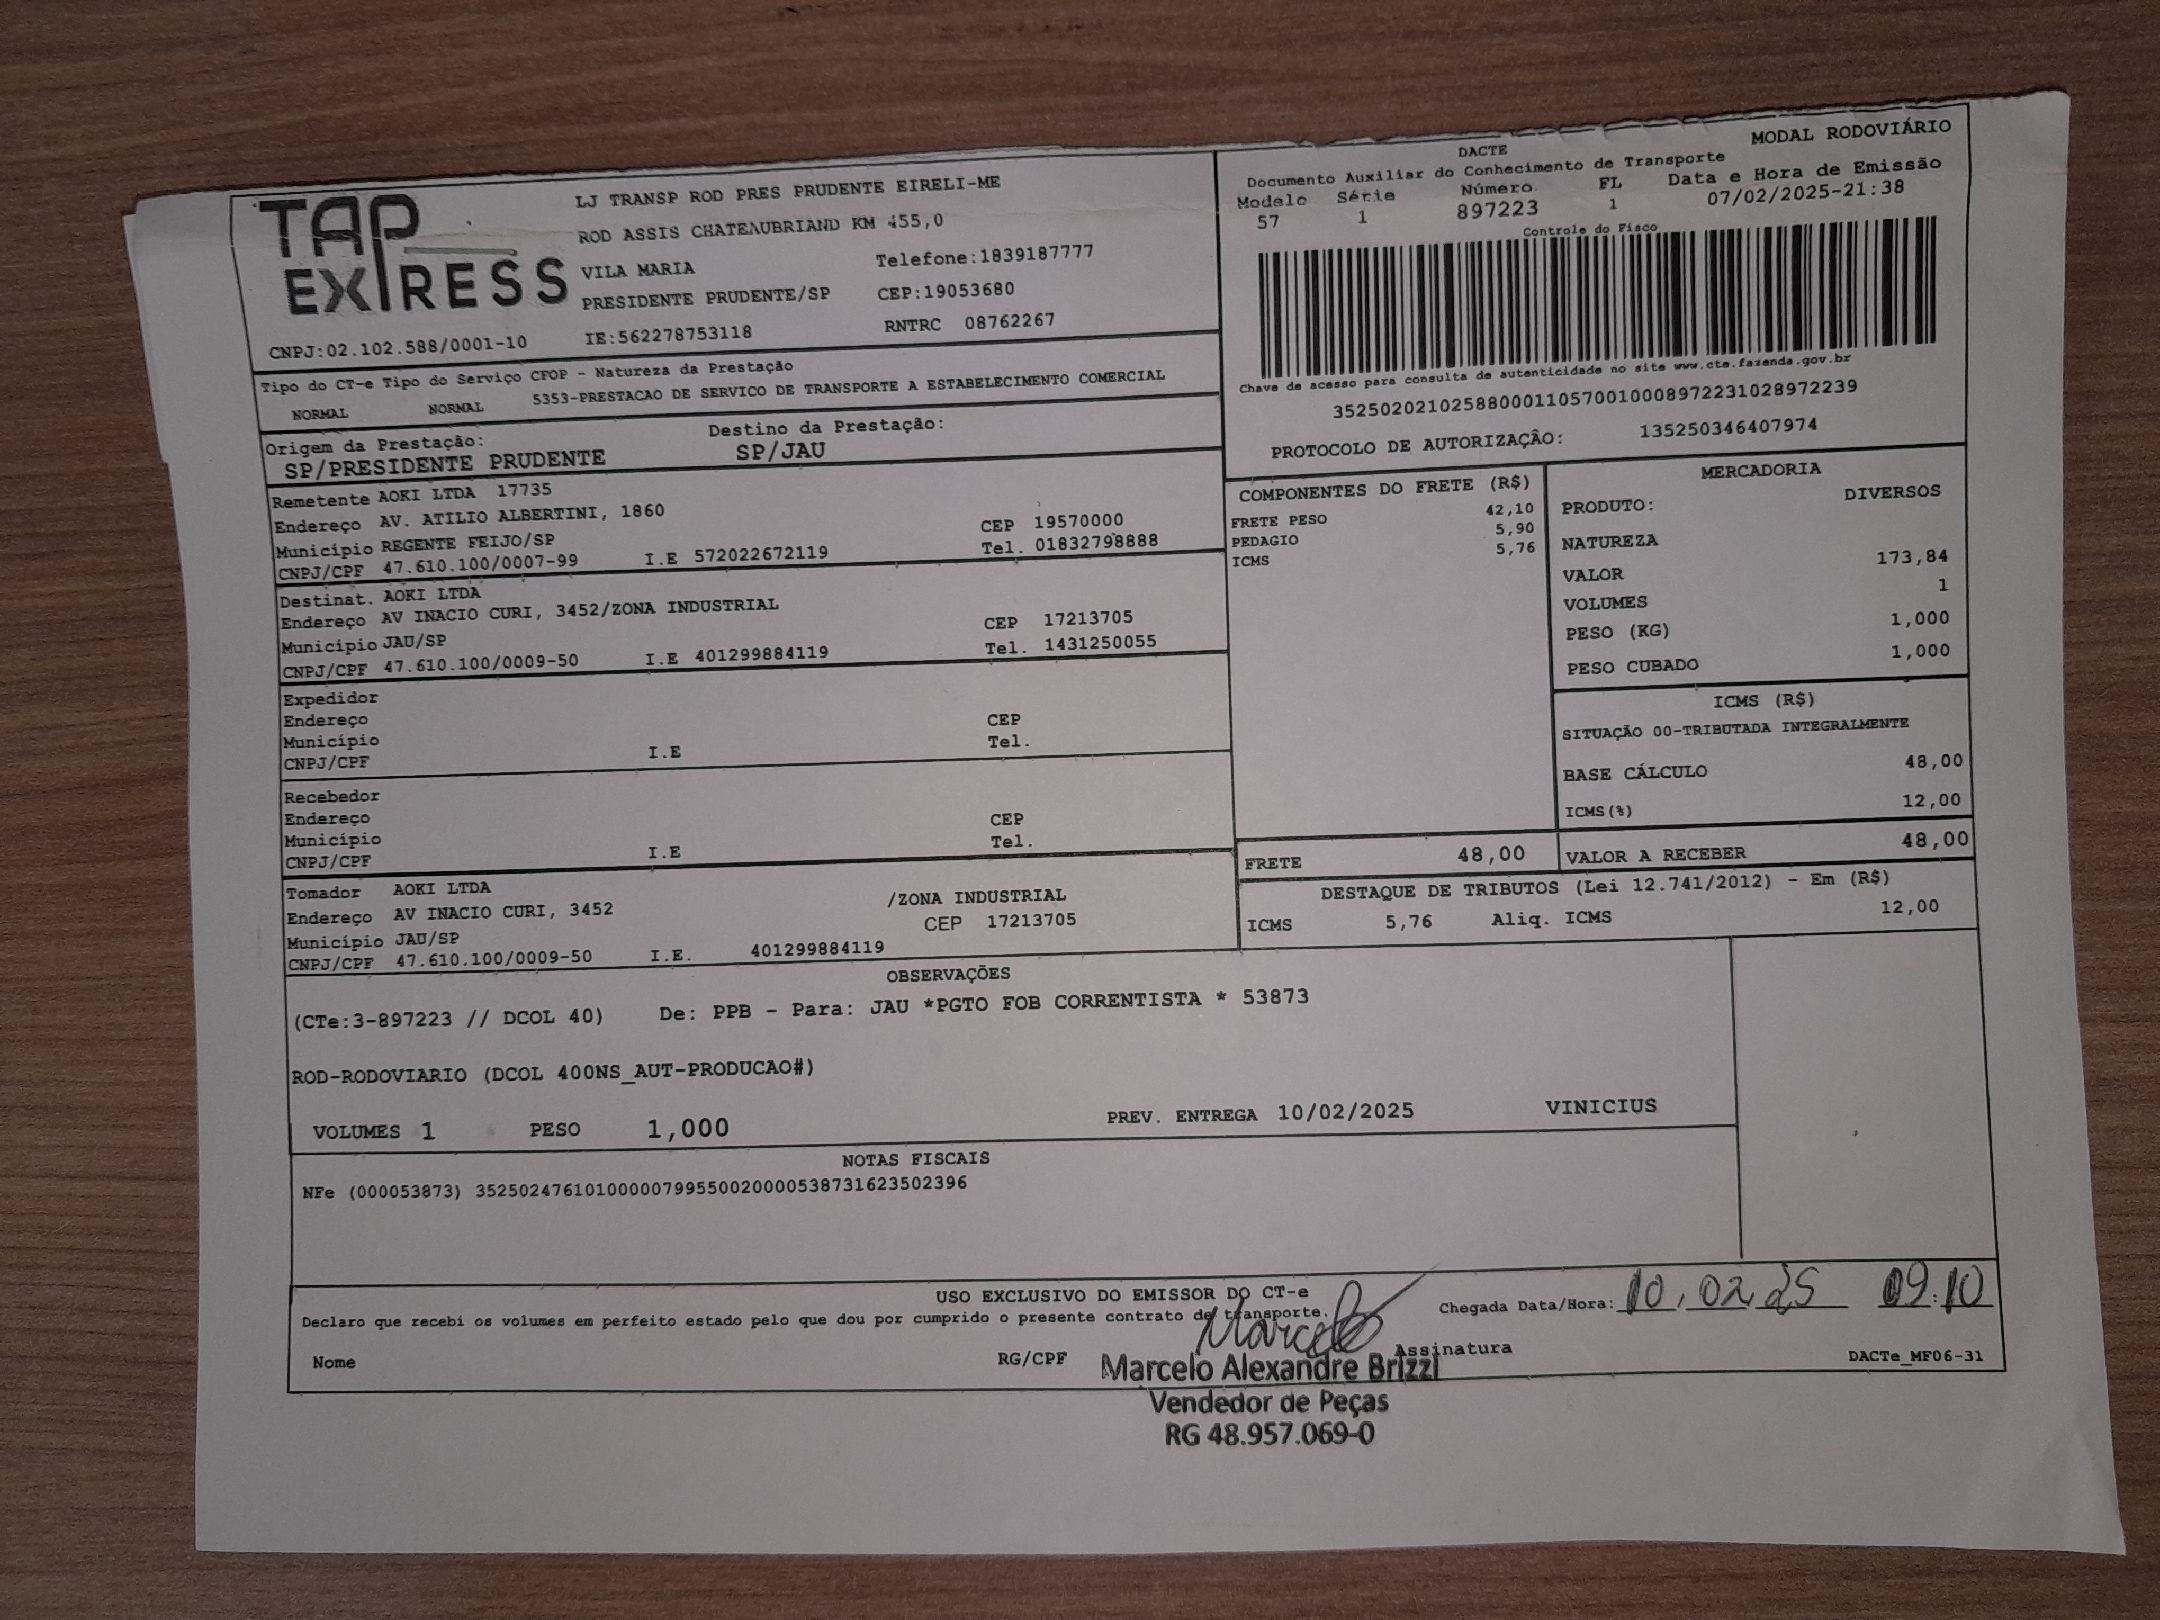 TAP EXPRESS
LJ TRANSP ROD PRES PRUDENTE EIRELI-ME
ROD ASSIS CHATEAUBRIAND KM 455,0
VILA MARIA Telefone:1839187777
PRESIDENTE PRUDENTE/SP CEP:19053680
CNPJ:02.102.588/0001-10 IE:562278753118 RNTRC 08762267
MODAL RODOVIÁRIO
DACTE
Documento Auxiliar do Conhecimento de Transporte
Modelo Série Número FL Data e Hora de Emissão
57 1 897223 1 07/02/2025-21:38
Controle do Fisco
Chave de acesso para consulta de autenticidade no site www.cte.fazenda.gov.br
35250202102588000110570010008972231028972239
PROTOCOLO DE AUTORIZAÇÃO: 135250346407974
Tipo do CT-e Tipo do Serviço CFOP - Natureza da Prestação
NORMAL NORMAL 5353-PRESTACAO DE SERVICO DE TRANSPORTE A ESTABELECIMENTO COMERCIAL
Origem da Prestação: Destino da Prestação:
SP/PRESIDENTE PRUDENTE SP/JAU
Remetente AOKI LTDA 17735
Endereço AV. ATILIO ALBERTINI, 1860 CEP 19570000
Município REGENTE FEIJO/SP Tel. 01832798888
CNPJ/CPF 47.610.100/0007-99 I.E 572022672119
Destinat. AOKI LTDA
Endereço AV INACIO CURI, 3452/ZONA INDUSTRIAL CEP 17213705
Município JAU/SP Tel. 1431250055
CNPJ/CPF 47.610.100/0009-50 I.E 401299884119
Expedidor
Endereço CEP
Município Tel.
CNPJ/CPF I.E
Recebedor
Endereço CEP
Município Tel.
CNPJ/CPF I.E
Tomador AOKI LTDA /ZONA INDUSTRIAL
Endereço AV INACIO CURI, 3452 CEP 17213705
Município JAU/SP
CNPJ/CPF 47.610.100/0009-50 I.E. 401299884119
COMPONENTES DO FRETE (R$)
FRETE PESO 42,10
PEDAGIO 5,90
ICMS 5,76
MERCADORIA
PRODUTO: DIVERSOS
NATUREZA
VALOR 173,84
VOLUMES 1
PESO (KG) 1,000
PESO CUBADO 1,000
ICMS (R$)
SITUAÇÃO 00-TRIBUTADA INTEGRALMENTE
BASE CÁLCULO 48,00
ICMS(%) 12,00
FRETE 48,00 VALOR A RECEBER 48,00
DESTAQUE DE TRIBUTOS (Lei 12.741/2012) - Em (R$)
ICMS 5,76 Aliq. ICMS 12,00
OBSERVAÇÕES
(CTe:3-897223 // DCOL 40) De: PPB - Para: JAU *PGTO FOB CORRENTISTA * 53873
ROD-RODOVIARIO (DCOL 400NS_AUT-PRODUCAO#)
VOLUMES 1 PESO 1,000 PREV. ENTREGA 10/02/2025 VINICIUS
NOTAS FISCAIS
NFe (000053873) 35250247610100000799550020000538731623502396
USO EXCLUSIVO DO EMISSOR DO CT-e
Declaro que recebi os volumes em perfeito estado pelo que dou por cumprido o presente contrato de transporte.
Chegada Data/Hora: 10.02 25 09:10
Marcelo
Nome RG/CPF Assinatura DACTe_MF06-31
Marcelo Alexandre Brizzi
Vendedor de Peças
RG 48.957.069-0